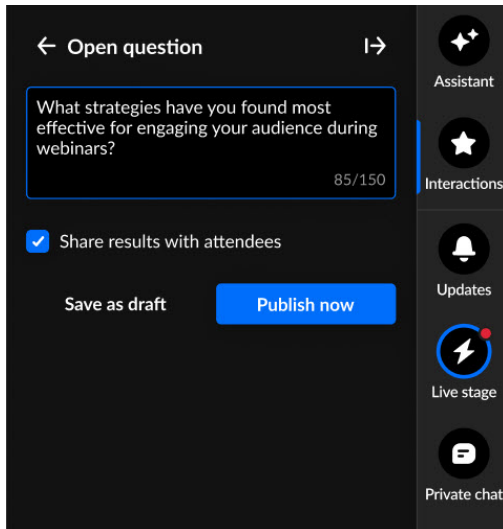 Open question
What strategies have you found most
effective for engaging your audience during
webinars?
85/150
Share results with attendees
Save as draft
Publish now
Assistant
Interactions
Updates
Live stage
Private chat